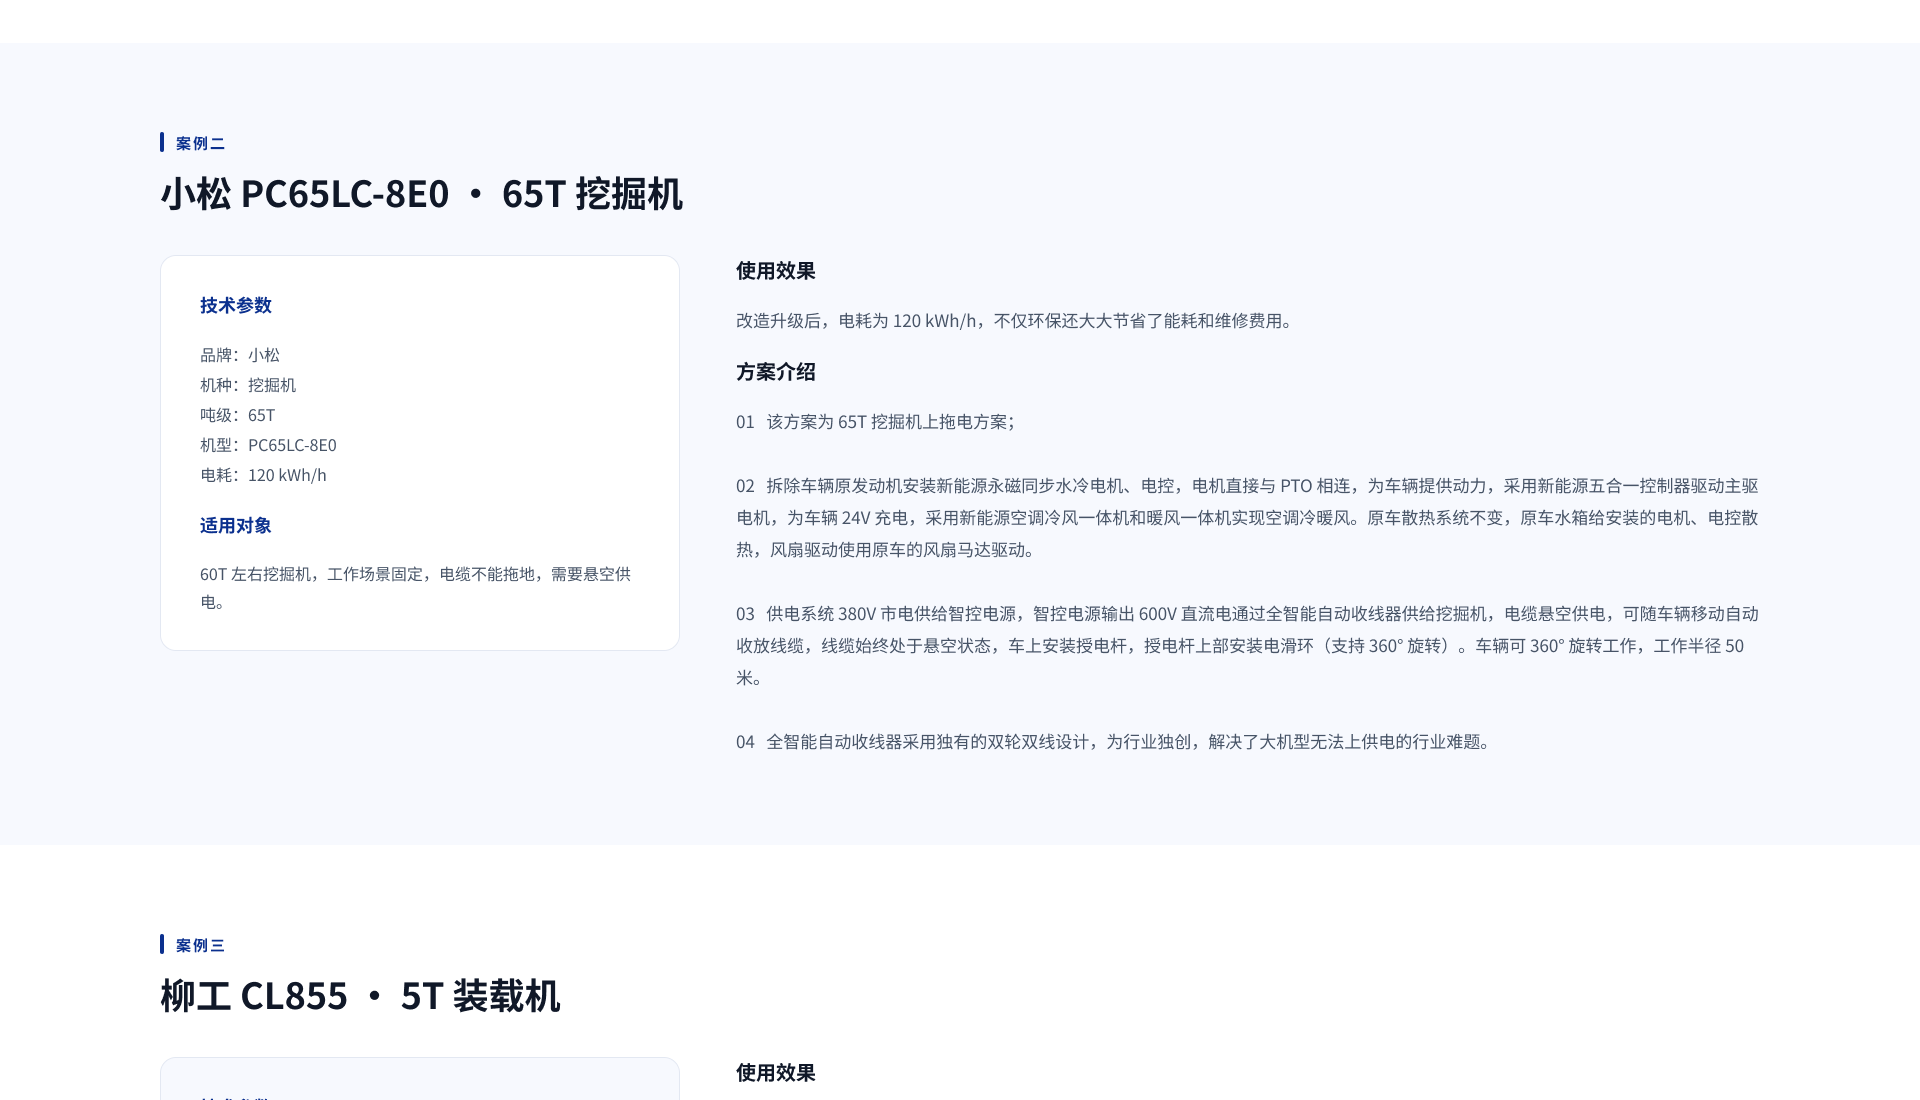 案例二
小松 PC65LC-8E0 · 65T 挖掘机
技术参数
品牌：小松
机种：挖掘机
吨级：65T
机型：PC65LC-8E0
电耗：120 kWh/h
适用对象
60T 左右挖掘机，工作场景固定，电缆不能拖地，需要悬空供
电。
使用效果
改造升级后，电耗为 120 kWh/h，不仅环保还大大节省了能耗和维修费用。
方案介绍
01 该方案为 65T 挖掘机上拖电方案；
02 拆除车辆原发动机安装新能源永磁同步水冷电机、电控，电机直接与 PTO 相连，为车辆提供动力，采用新能源五合一控制器驱动主驱
电机，为车辆 24V 充电，采用新能源空调冷风一体机和暖风一体机实现空调冷暖风。原车散热系统不变，原车水箱给安装的电机、电控散
热，风扇驱动使用原车的风扇马达驱动。
03 供电系统 380V 市电供给智控电源，智控电源输出 600V 直流电通过全智能自动收线器供给挖掘机，电缆悬空供电，可随车辆移动自动
收放线缆，线缆始终处于悬空状态，车上安装授电杆，授电杆上部安装电滑环（支持 360° 旋转）。车辆可 360° 旋转工作，工作半径 50
米。
04 全智能自动收线器采用独有的双轮双线设计，为行业独创，解决了大机型无法上供电的行业难题。
案例三
柳工 CL855 · 5T 装载机
使用效果